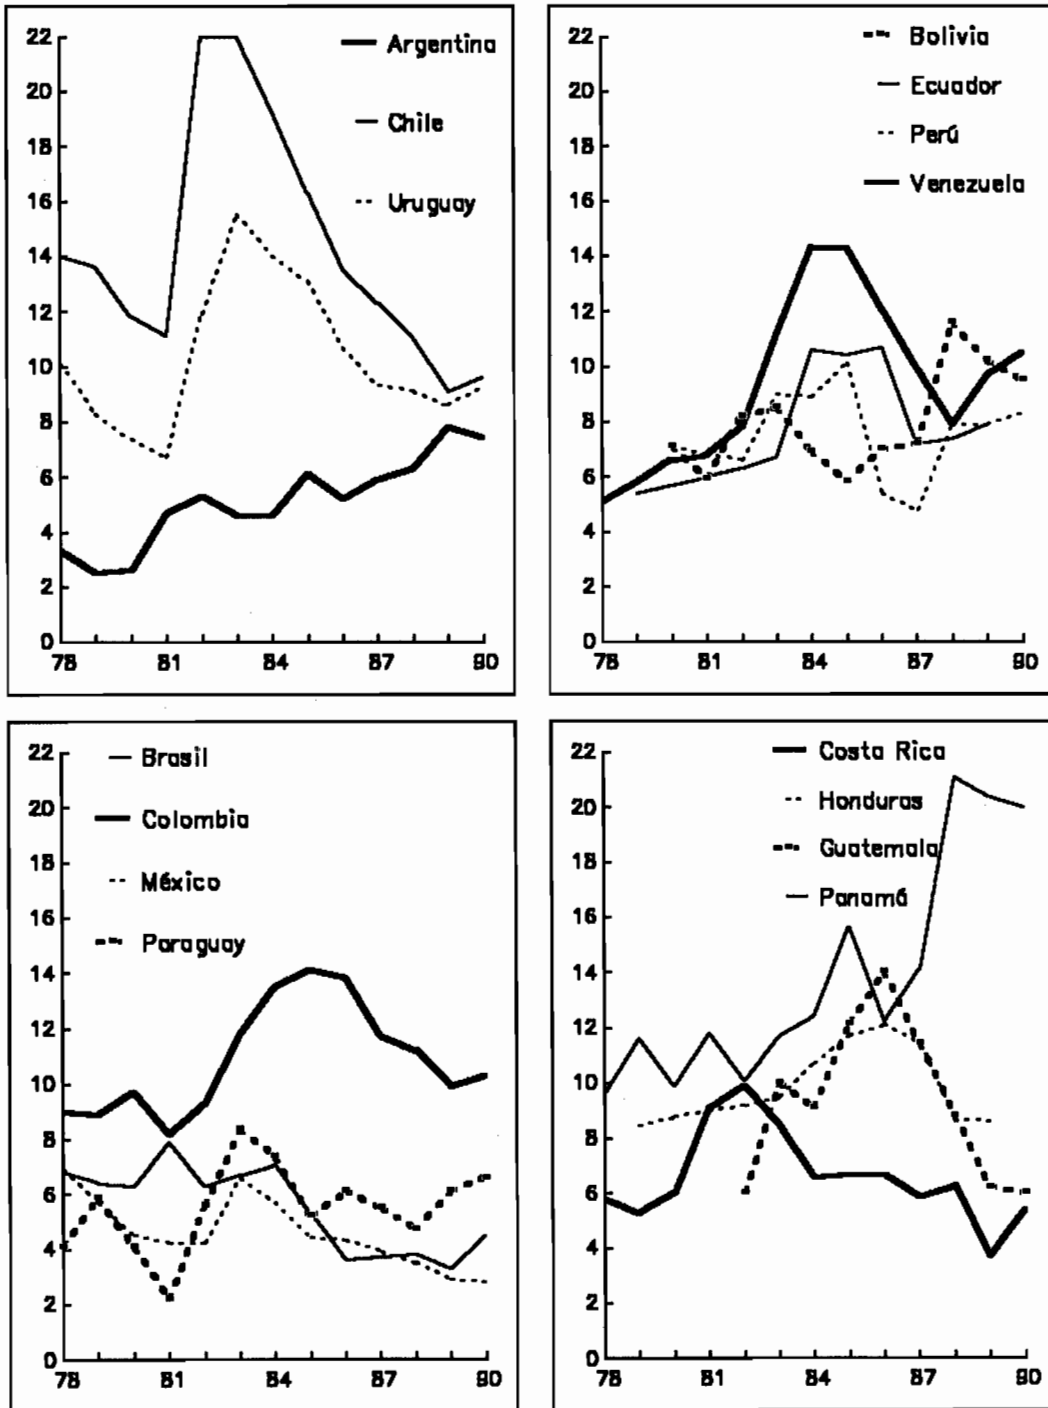 22
20
18
16
14
12
10
8
6
4
2
0
78 81 84 87 90
Argentina
Chile
Uruguay
22
20
18
16
14
12
10
8
6
4
2
0
78 81 84 87 90
Bolivia
Ecuador
Perú
Venezuela
22
20
18
16
14
12
10
8
6
4
2
0
78 81 84 87 90
Brasil
Colombia
México
Paraguay
22
20
18
16
14
12
10
8
6
4
2
0
78 81 84 87 90
Costa Rica
Honduras
Guatemala
Panamá